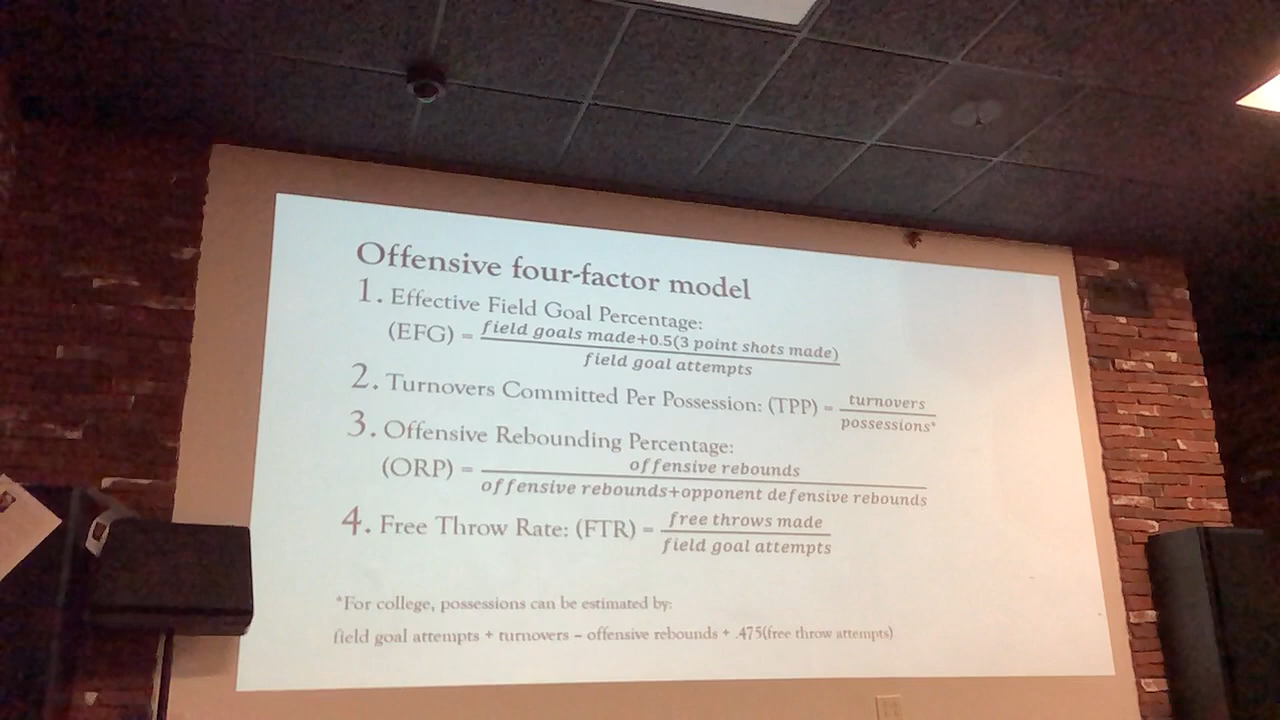 Offensive four-factor model
1. Effective Field Goal Percentage:
(EFG) = field goals made+0.5(3 point shots made) / field goal attempts
2. Turnovers Committed Per Possession: (TPP) = turnovers / possessions*
3. Offensive Rebounding Percentage:
(ORP) = offensive rebounds / offensive rebounds+opponent defensive rebounds
4. Free Throw Rate: (FTR) = free throws made / field goal attempts
*For college, possessions can be estimated by:
field goal attempts + turnovers – offensive rebounds + .475(free throw attempts)